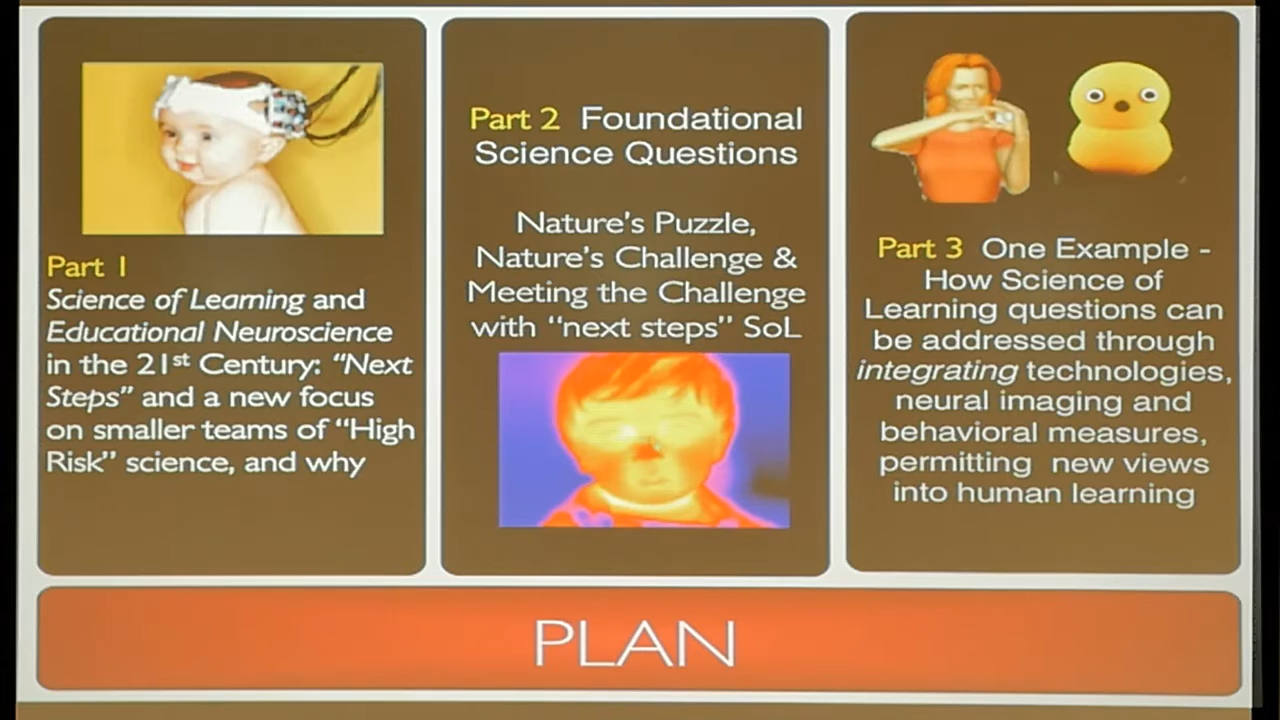 Part 1
Science of Learning and
Educational Neuroscience
in the 21st Century: “Next
Steps” and a new focus
on smaller teams of “High
Risk” science, and why
Part 2 Foundational
Science Questions
Nature’s Puzzle,
Nature’s Challenge &
Meeting the Challenge
with “next steps” SoL
Part 3 One Example -
How Science of
Learning questions can
be addressed through
integrating technologies,
neural imaging and
behavioral measures,
permitting new views
into human learning
PLAN